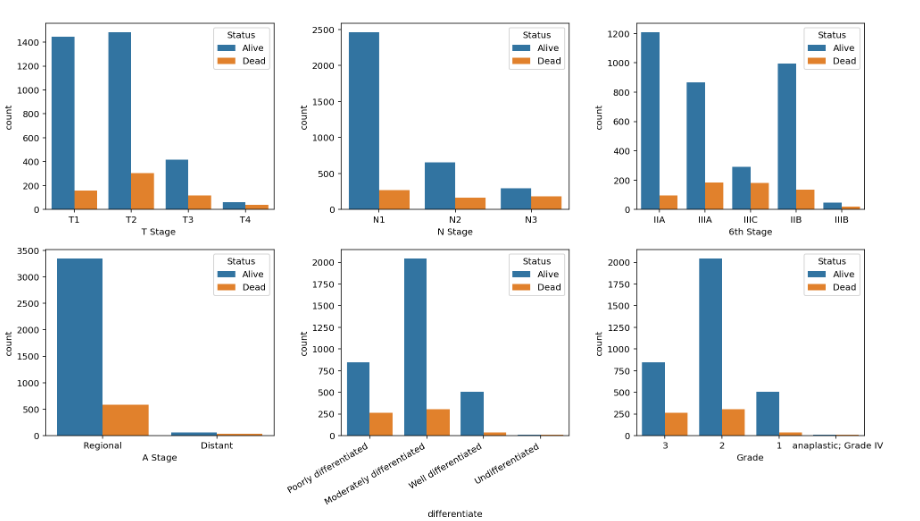 Status
Alive
Dead
count
1400
1200
1000
800
600
400
200
0
T1 T2 T3 T4
T Stage
Status
Alive
Dead
count
2500
2000
1500
1000
500
0
N1 N2 N3
N Stage
Status
Alive
Dead
count
1200
1000
800
600
400
200
0
IIA IIIA IIIC IIB IIIB
6th Stage
Status
Alive
Dead
count
3500
3000
2500
2000
1500
1000
500
0
Regional Distant
A Stage
Status
Alive
Dead
count
2000
1750
1500
1250
1000
750
500
250
0
Poorly differentiated
Moderately differentiated
Well differentiated
Undifferentiated
differentiate
Status
Alive
Dead
count
2000
1750
1500
1250
1000
750
500
250
0
3 2 1 anaplastic; Grade IV
Grade